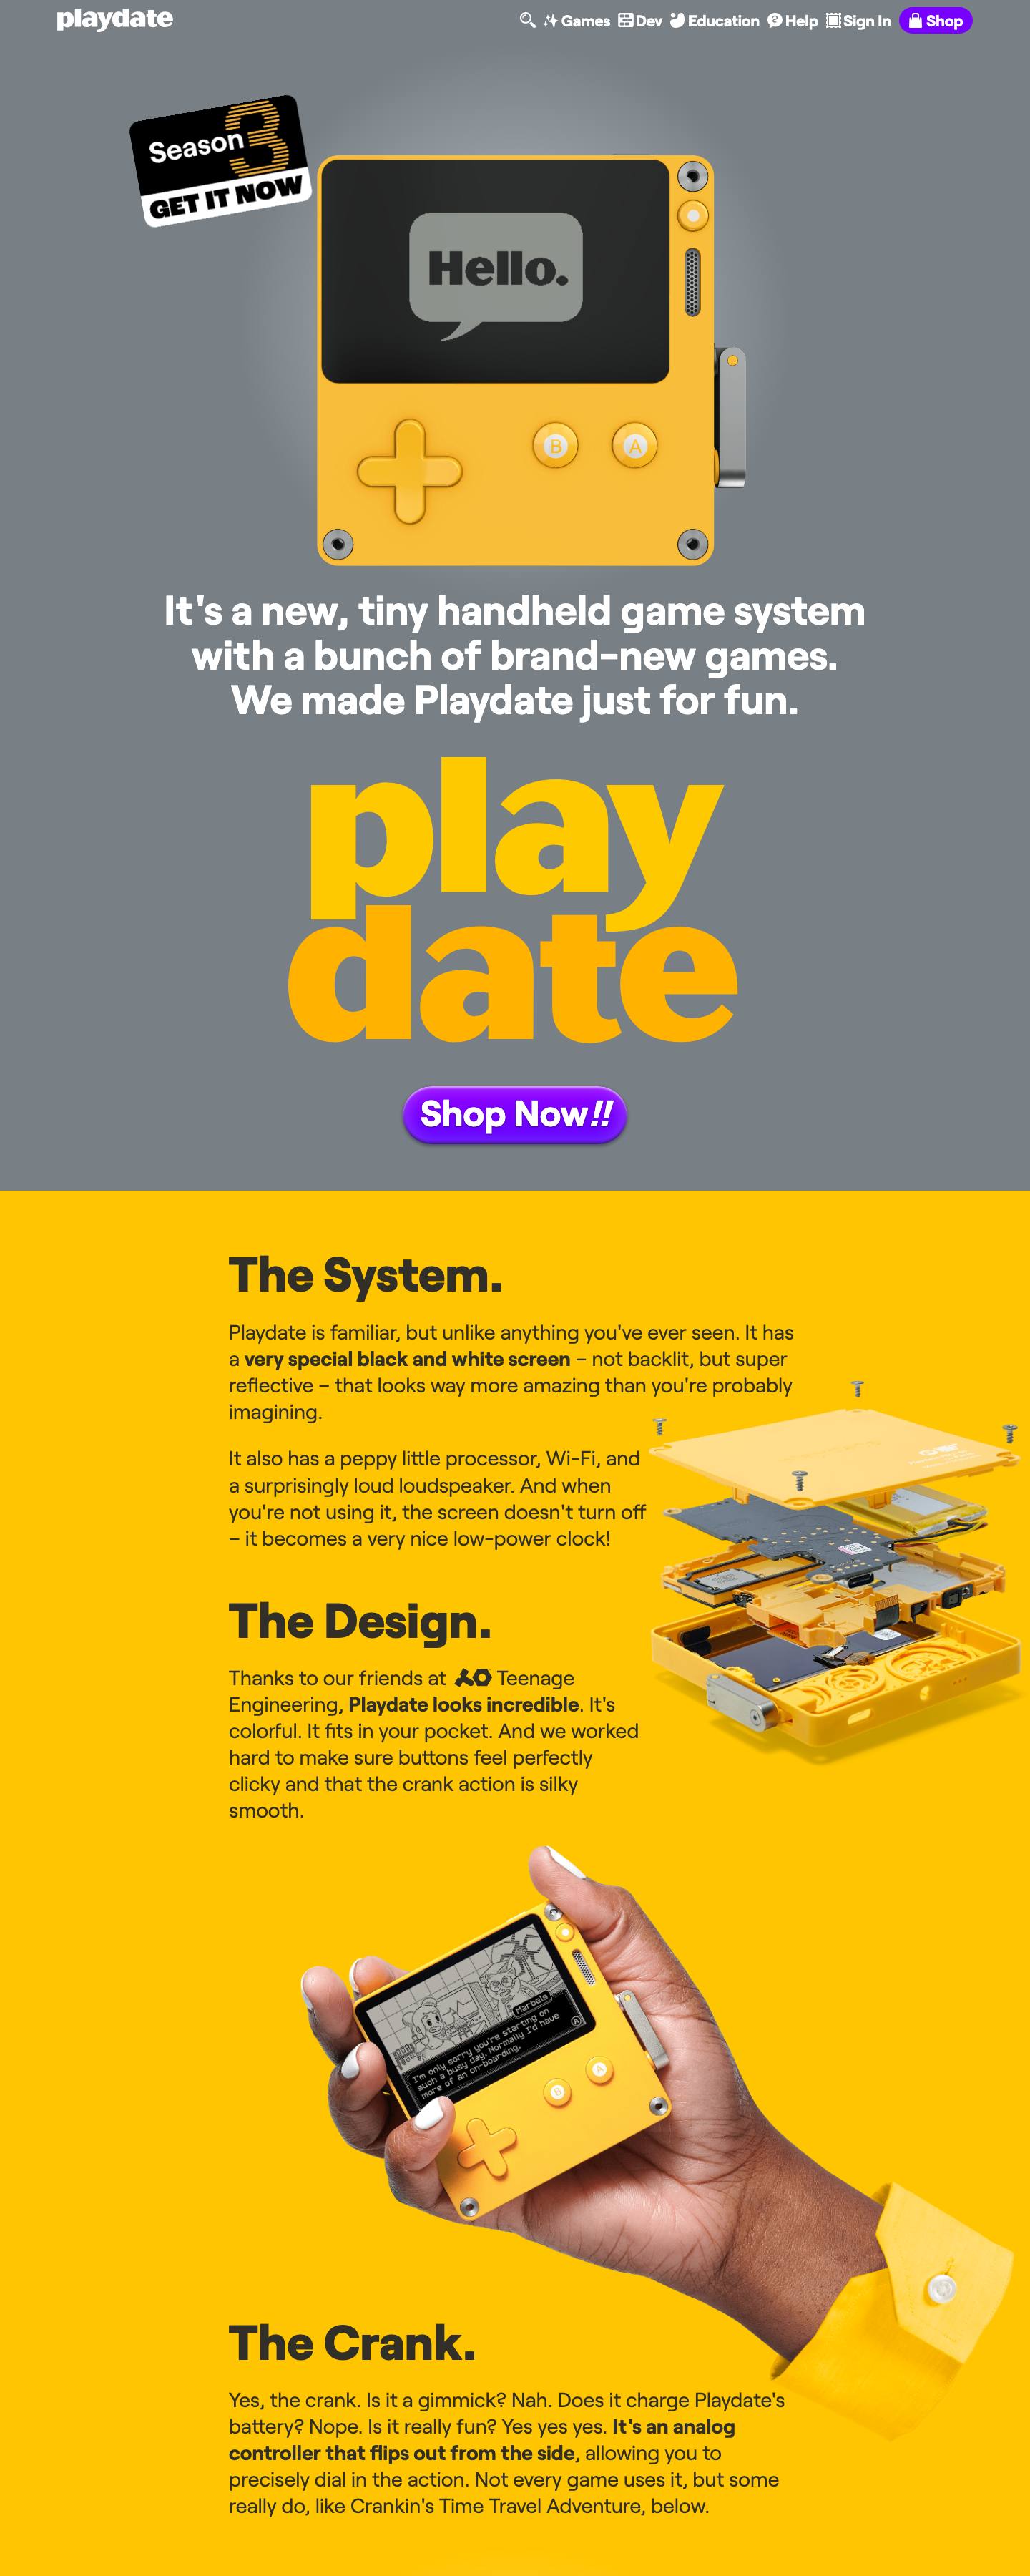 playdate
Games Dev Education Help Sign In Shop
Season 3
GET IT NOW
Hello.
B A
It's a new, tiny handheld game system
with a bunch of brand-new games.
We made Playdate just for fun.
play
date
Shop Now!!
The System.
Playdate is familiar, but unlike anything you've ever seen. It has
a very special black and white screen – not backlit, but super
reflective – that looks way more amazing than you're probably
imagining.
It also has a peppy little processor, Wi-Fi, and
a surprisingly loud loudspeaker. And when
you're not using it, the screen doesn't turn off
– it becomes a very nice low-power clock!
The Design.
Thanks to our friends at Teenage
Engineering, Playdate looks incredible. It's
colorful. It fits in your pocket. And we worked
hard to make sure buttons feel perfectly
clicky and that the crank action is silky
smooth.
Marbels
I'm only sorry you're starting on
such a busy day. Normally I'd have
more of an on-boarding.
A
B A
The Crank.
Yes, the crank. Is it a gimmick? Nah. Does it charge Playdate's
battery? Nope. Is it really fun? Yes yes yes. It's an analog
controller that flips out from the side, allowing you to
precisely dial in the action. Not every game uses it, but some
really do, like Crankin's Time Travel Adventure, below.